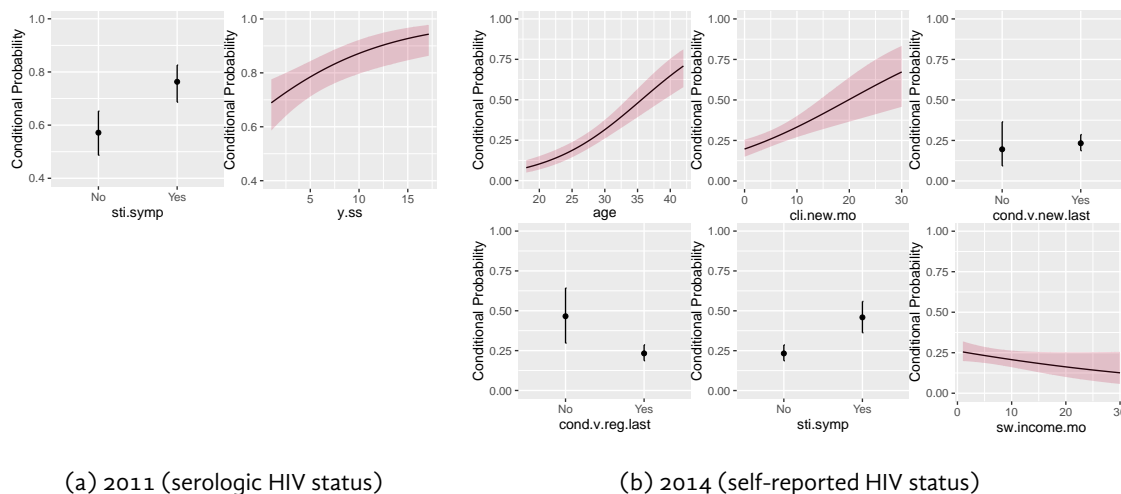 Conditional Probability
1.0
0.8
0.6
0.4
No
Yes
sti.symp
Conditional Probability
1.0
0.8
0.6
0.4
5
10
15
y.ss
Conditional Probability
1.00
0.75
0.50
0.25
0.00
20
25
30
35
40
age
Conditional Probability
1.00
0.75
0.50
0.25
0.00
0
10
20
30
cli.new.mo
Conditional Probability
1.00
0.75
0.50
0.25
0.00
No
Yes
cond.v.new.last
Conditional Probability
1.00
0.75
0.50
0.25
0.00
No
Yes
cond.v.reg.last
Conditional Probability
1.00
0.75
0.50
0.25
0.00
No
Yes
sti.symp
Conditional Probability
1.00
0.75
0.50
0.25
0.00
0
10
20
30
sw.income.mo
(a) 2011 (serologic HIV status)
(b) 2014 (self-reported HIV status)